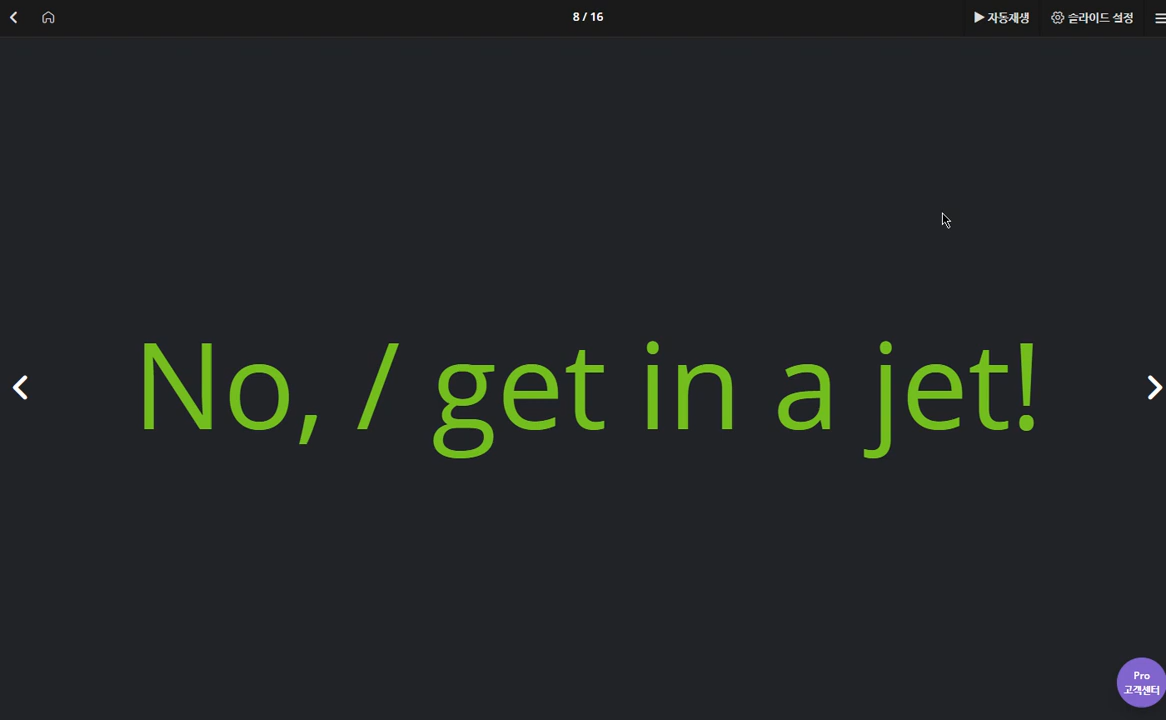 8 / 16
▶ 자동재생
슬라이드 설정
No, / get in a jet!
Pro
고객센터